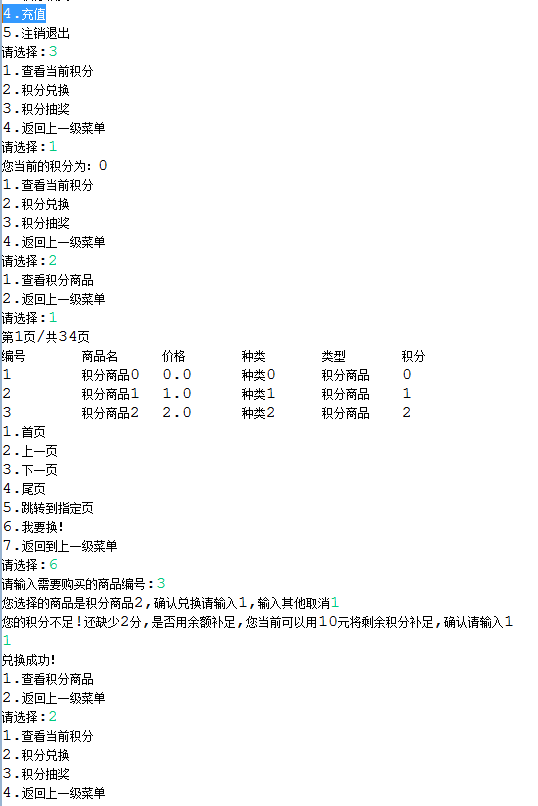 4.充值
5.注销退出
请选择:3
1.查看当前积分
2.积分兑换
3.积分抽奖
4.返回上一级菜单
请选择:1
您当前的积分为: 0
1.查看当前积分
2.积分兑换
3.积分抽奖
4.返回上一级菜单
请选择:2
1.查看积分商品
2.返回上一级菜单
请选择:1
第1页/共34页
编号 商品名 价格 种类 类型 积分
1 积分商品0 0.0 种类0 积分商品 0
2 积分商品1 1.0 种类1 积分商品 1
3 积分商品2 2.0 种类2 积分商品 2
1.首页
2.上一页
3.下一页
4.尾页
5.跳转到指定页
6.我要换!
7.返回到上一级菜单
请选择:6
请输入需要购买的商品编号:3
您选择的商品是积分商品2,确认兑换请输入1,输入其他取消1
您的积分不足!还缺少2分,是否用余额补足,您当前可以用10元将剩余积分补足,确认请输入1
1
兑换成功!
1.查看积分商品
2.返回上一级菜单
请选择:2
1.查看当前积分
2.积分兑换
3.积分抽奖
4.返回上一级菜单